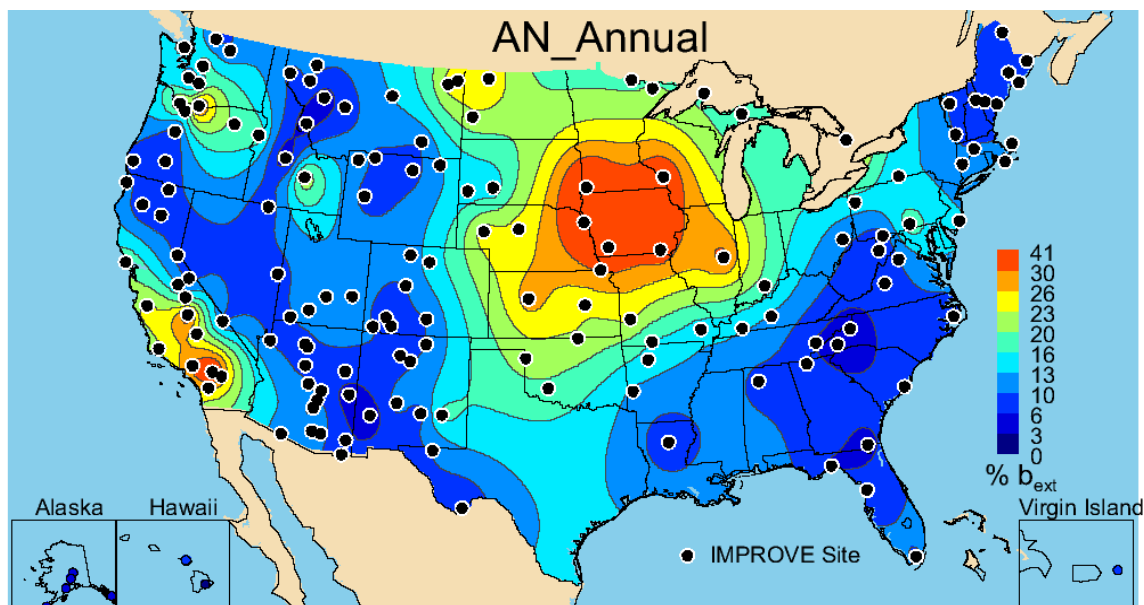 AN_Annual
41
30
26
23
20
16
13
10
6
3
0
% bext
Alaska
Hawaii
Virgin Island
IMPROVE Site